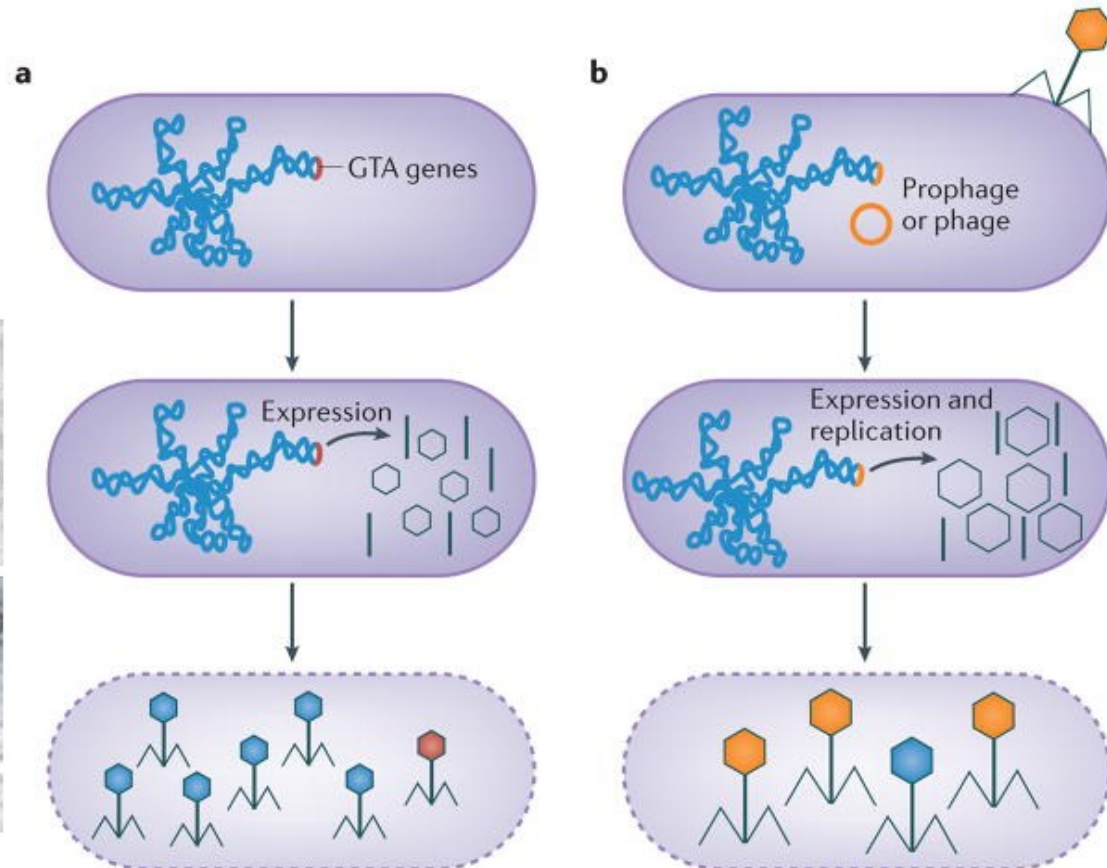 a
GTA genes
Expression
b
Prophage
or phage
Expression and
replication